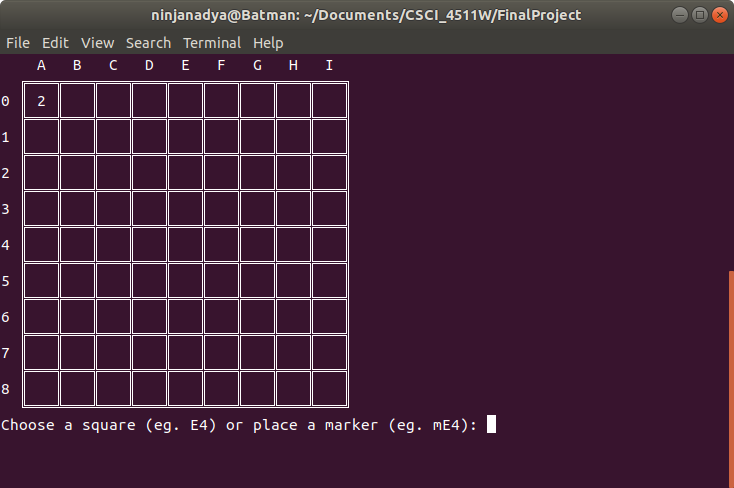 ninjanadya@Batman: ~/Documents/CSCI_4511W/FinalProject
File Edit View Search Terminal Help
A B C D E F G H I
0 2
1
2
3
4
5
6
7
8
Choose a square (eg. E4) or place a marker (eg. mE4):